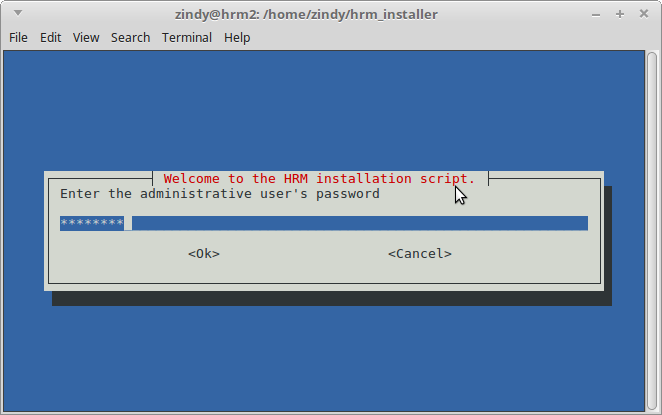 zindy@hrm2: /home/zindy/hrm_installer
File Edit View Search Terminal Help
Welcome to the HRM installation script.
Enter the administrative user's password
********
<Ok> <Cancel>